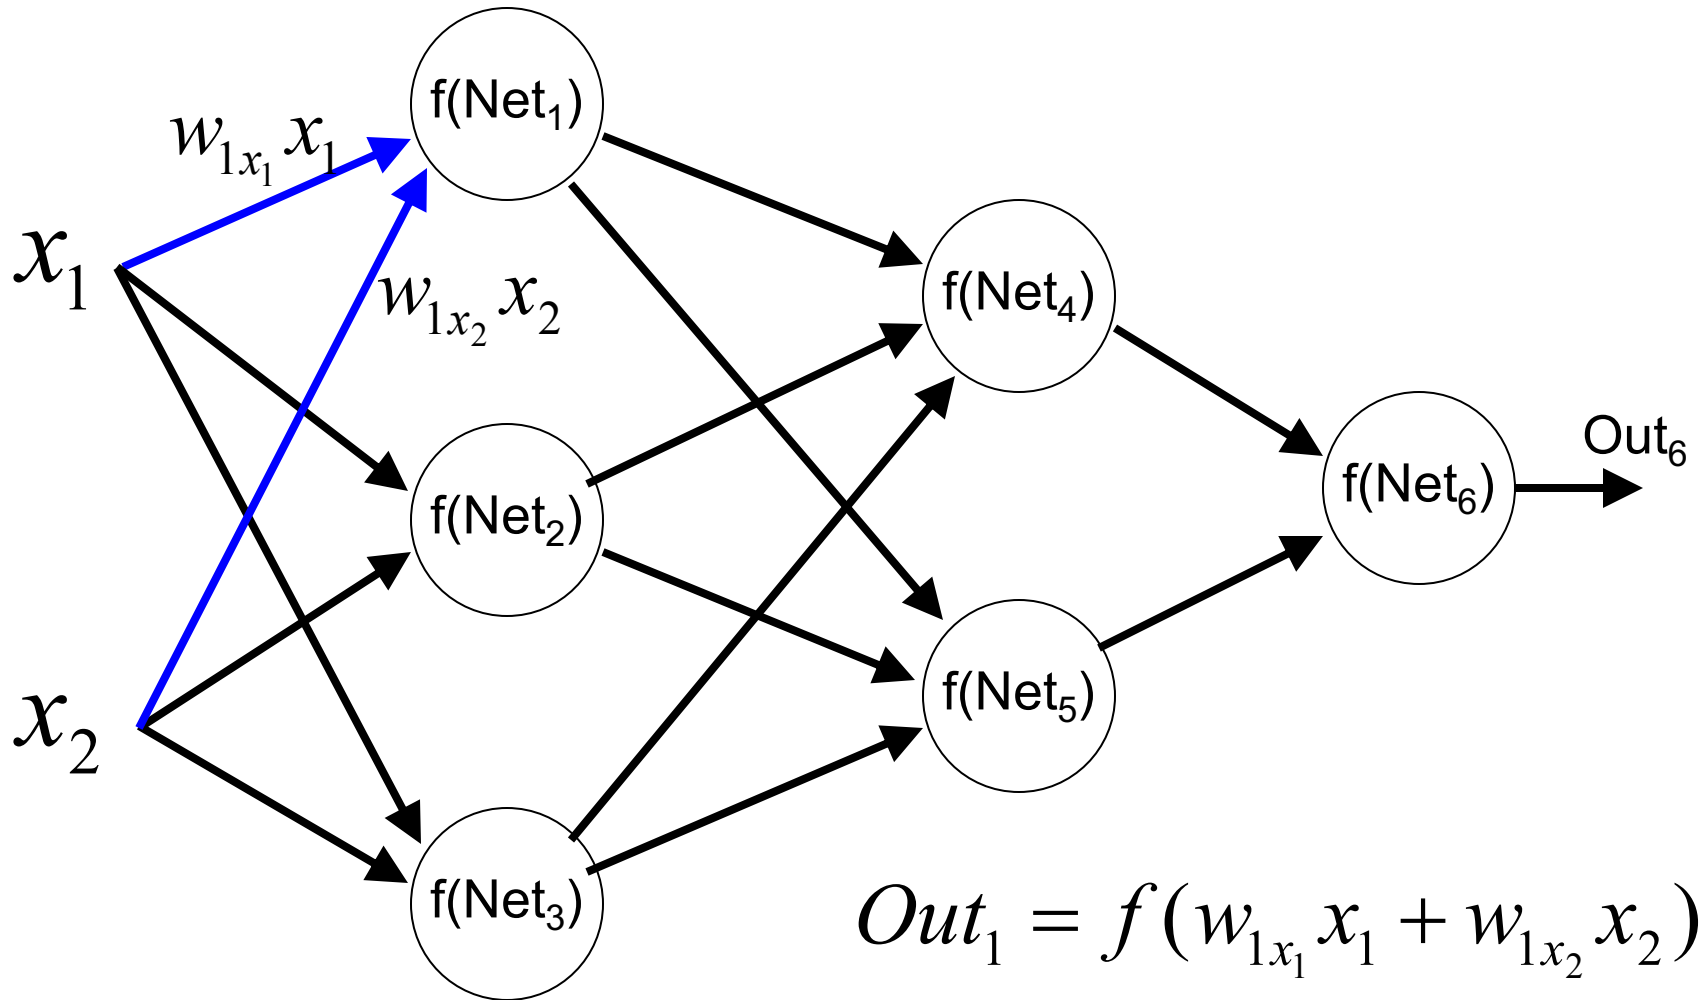 f(Net₁)
w₁ₓ₁ x₁
x₁
w₁ₓ₂ x₂
f(Net₄)
Out₆
f(Net₂)
f(Net₆)
x₂
f(Net₅)
f(Net₃)
Out₁ = f(w₁ₓ₁ x₁ + w₁ₓ₂ x₂)